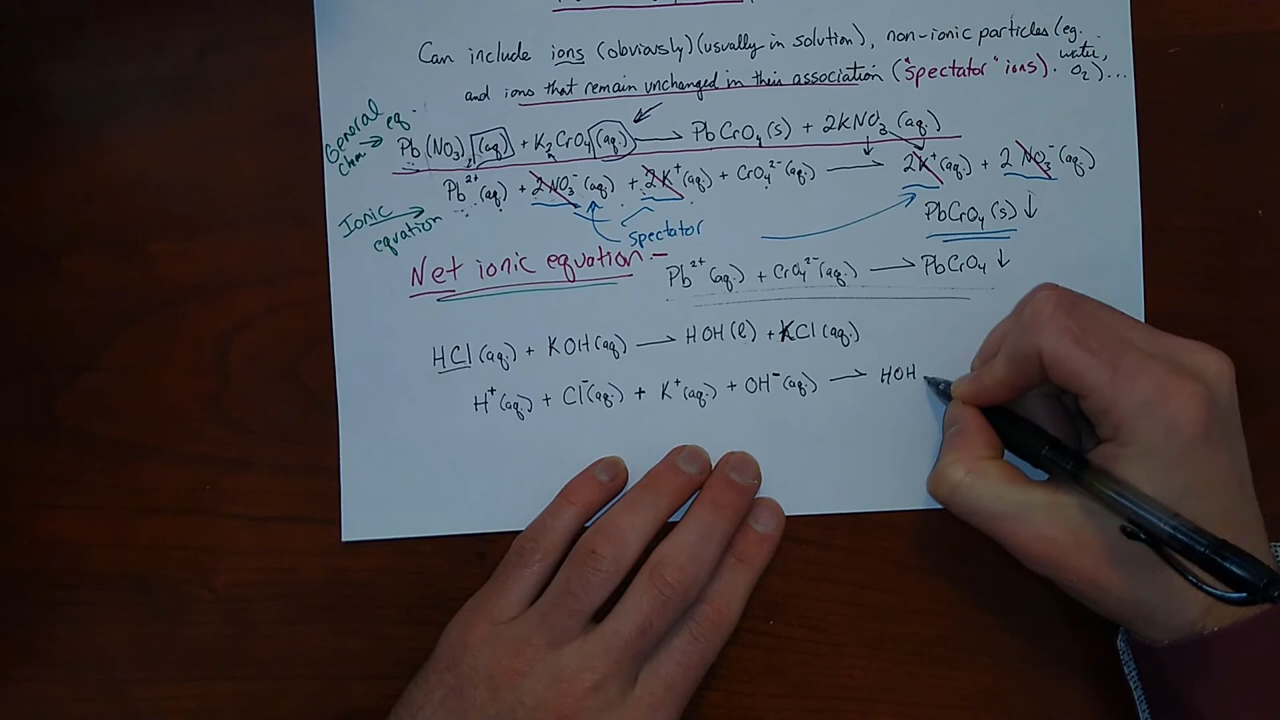 Can include ions (obviously)(usually in solution), non-ionic particles (eg. water, O₂)...
and ions that remain unchanged in their association ("spectator" ions).
General chem eq.
Pb(NO₃)₂(aq) + K₂CrO₄(aq.) → PbCrO₄(s) + 2KNO₃(aq.)
Ionic equation
Pb²⁺(aq) + 2NO₃⁻(aq) + 2K⁺(aq) + CrO₄²⁻(aq.) → 2K⁺(aq) + 2NO₃⁻(aq)
PbCrO₄(s)↓
spectator
Net ionic equation – Pb²⁺(aq) + CrO₄²⁻(aq.) → PbCrO₄↓
HCl(aq.) + KOH(aq) → HOH(l) + KCl(aq.)
H⁺(aq.) + Cl⁻(aq.) + K⁺(aq.) + OH⁻(aq.) → HOH